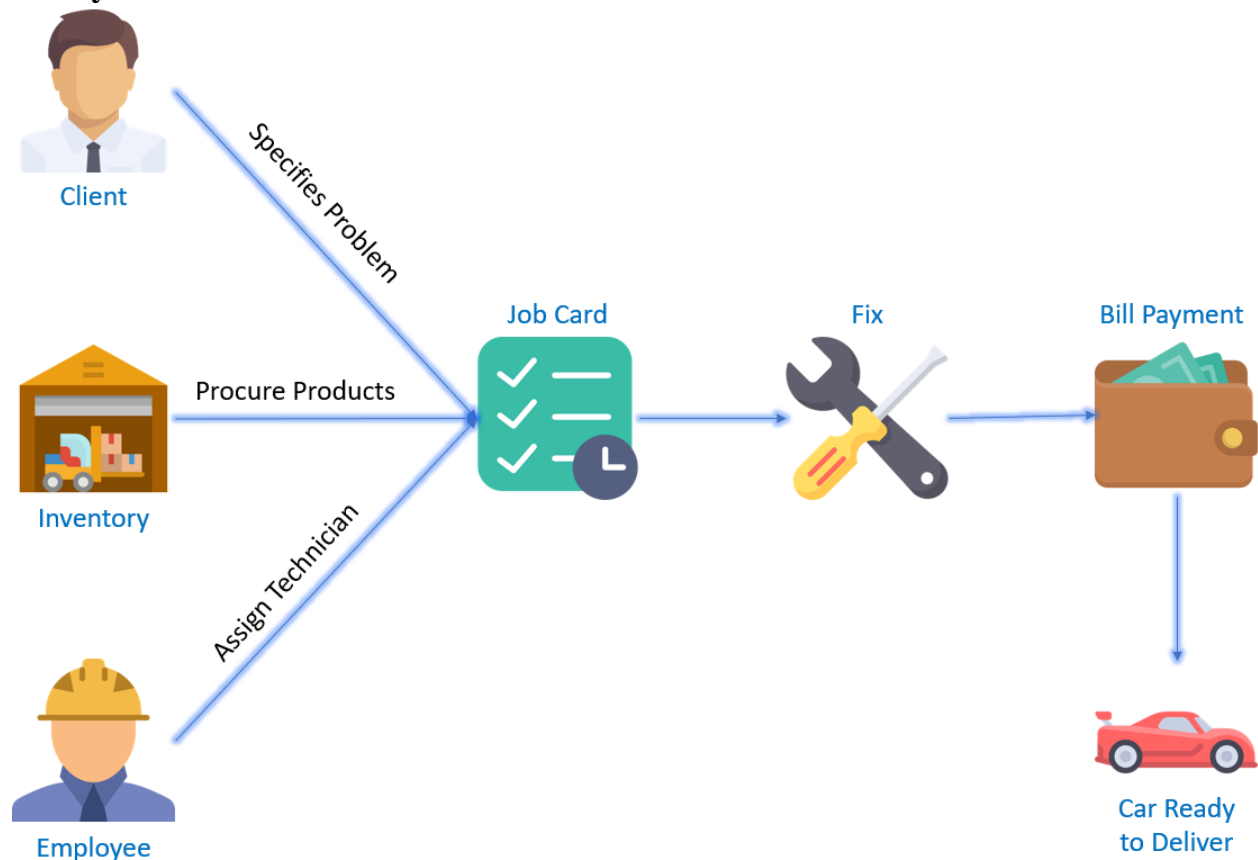 Client
Specifies Problem
Job Card
Fix
Bill Payment
Procure Products
Inventory
Assign Technician
Employee
Car Ready
to Deliver